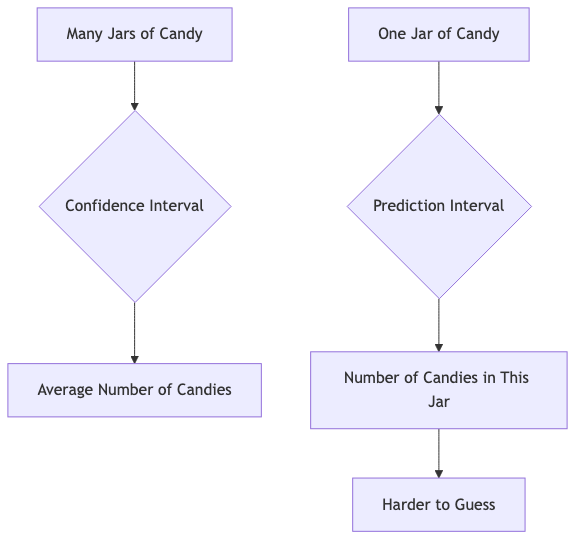 Many Jars of Candy
One Jar of Candy
Confidence Interval
Prediction Interval
Average Number of Candies
Number of Candies in This
Jar
Harder to Guess